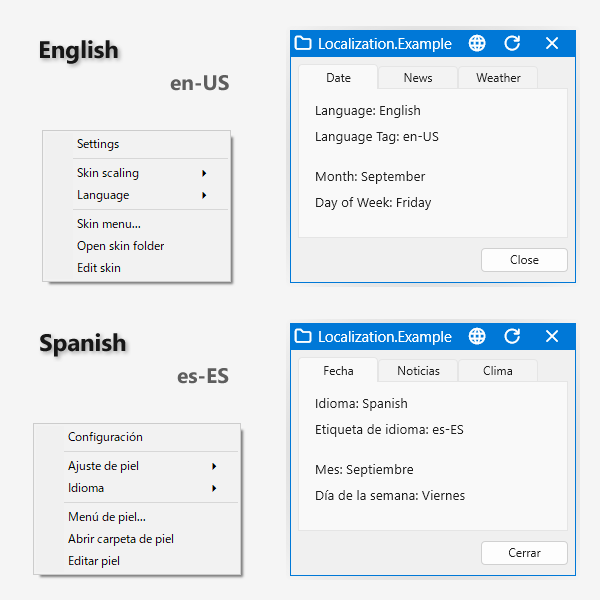 English
en-US
Settings
Skin scaling
Language
Skin menu...
Open skin folder
Edit skin
Localization.Example
Date News Weather
Language: English
Language Tag: en-US
Month: September
Day of Week: Friday
Close
Spanish
es-ES
Configuración
Ajuste de piel
Idioma
Menú de piel...
Abrir carpeta de piel
Editar piel
Localization.Example
Fecha Noticias Clima
Idioma: Spanish
Etiqueta de idioma: es-ES
Mes: Septiembre
Día de la semana: Viernes
Cerrar